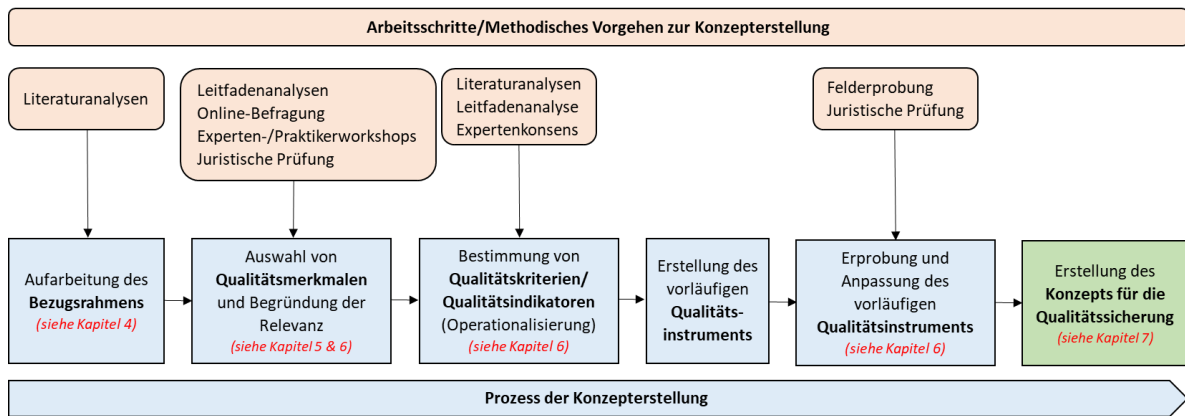 Arbeitsschritte/Methodisches Vorgehen zur Konzepterstellung
Literaturanalysen
Leitfadenanalysen
Online-Befragung
Experten-/Praktikerworkshops
Juristische Prüfung
Literaturanalysen
Leitfadenanalyse
Expertenkonsens
Felderprobung
Juristische Prüfung
Aufarbeitung des
Bezugsrahmens
(siehe Kapitel 4)
Auswahl von
Qualitätsmerkmalen
und Begründung der
Relevanz
(siehe Kapitel 5 & 6)
Bestimmung von
Qualitätskriterien/
Qualitätsindikatoren
(Operationalisierung)
(siehe Kapitel 6)
Erstellung des
vorläufigen
Qualitäts-
instruments
Erprobung und
Anpassung des
vorläufigen
Qualitätsinstruments
(siehe Kapitel 6)
Erstellung des
Konzepts für die
Qualitätssicherung
(siehe Kapitel 7)
Prozess der Konzepterstellung